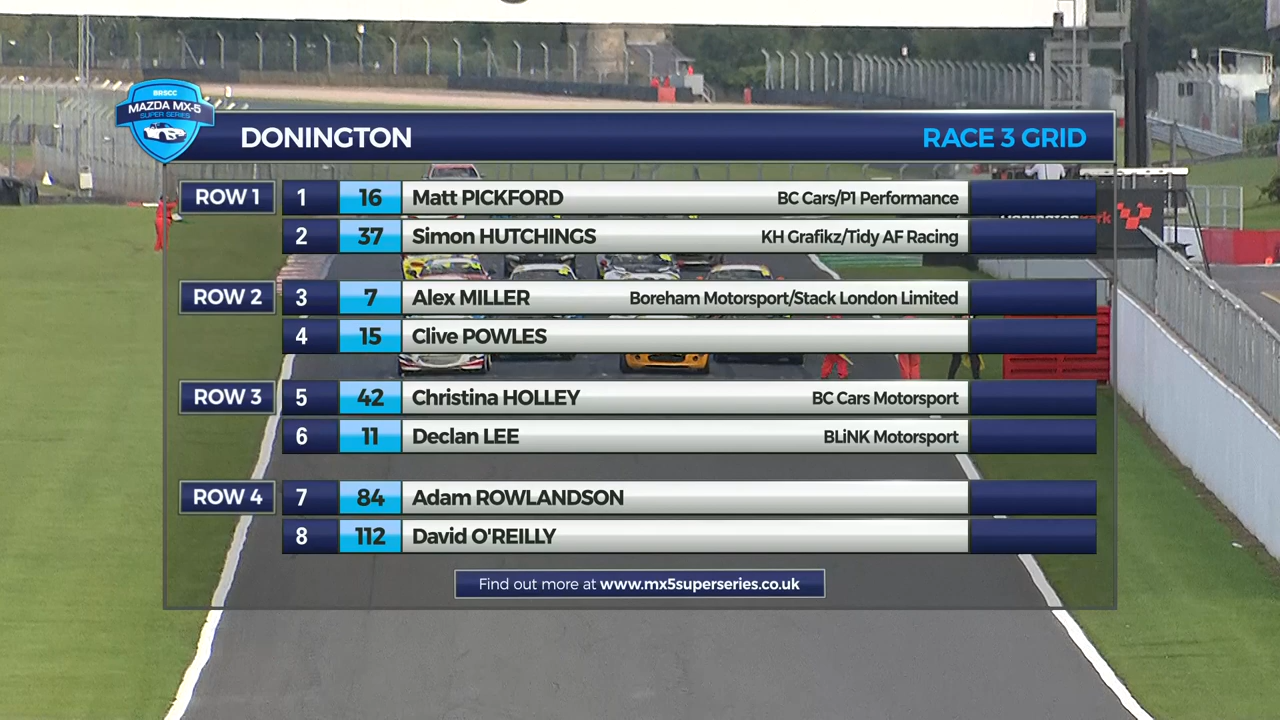 BRSCC
MAZDA MX-5
SUPER SERIES
DONINGTON
RACE 3 GRID
ROW 1
1 16 Matt PICKFORD BC Cars/P1 Performance
2 37 Simon HUTCHINGS KH Grafikz/Tidy AF Racing
ROW 2
3 7 Alex MILLER Boreham Motorsport/Stack London Limited
4 15 Clive POWLES
ROW 3
5 42 Christina HOLLEY BC Cars Motorsport
6 11 Declan LEE BLiNK Motorsport
ROW 4
7 84 Adam ROWLANDSON
8 112 David O'REILLY
Find out more at www.mx5superseries.co.uk